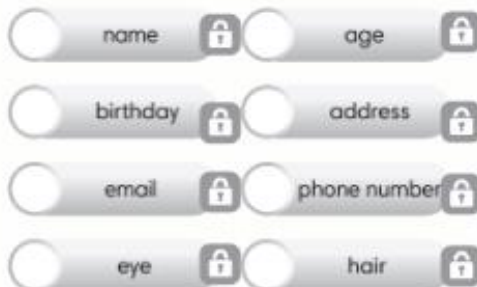 name
age
birthday
address
email
phone number
eye
hair